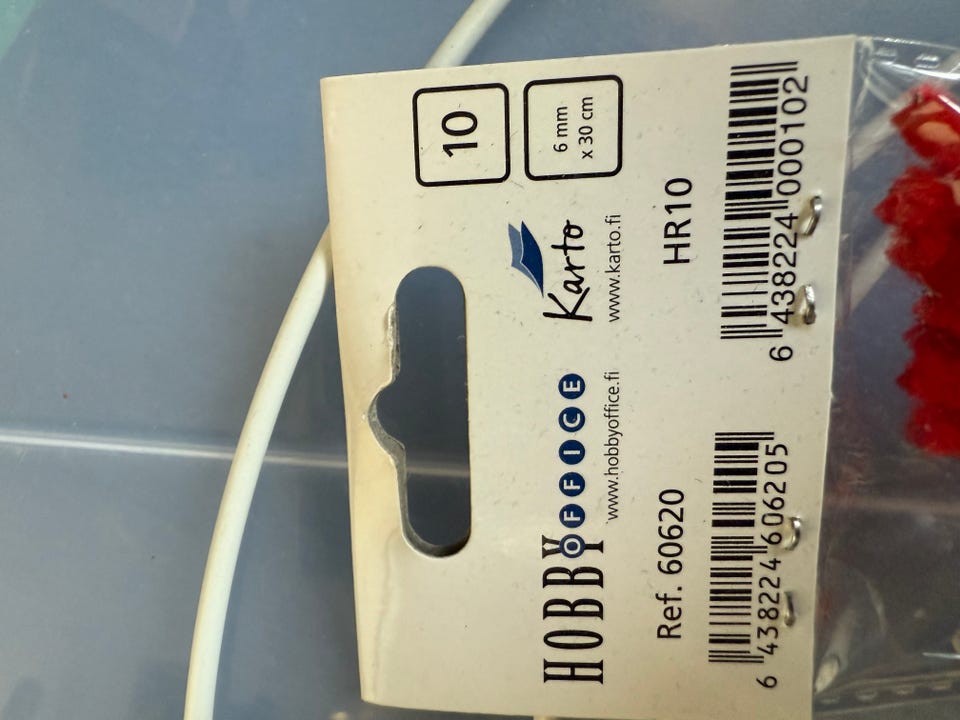 HOBBY OFFICE
www.hobbyoffice.fi
Ref. 60620
6 438224 606205
10
6 mm
x 30 cm
Karto
www.karto.fi
HR10
6 438224 000102